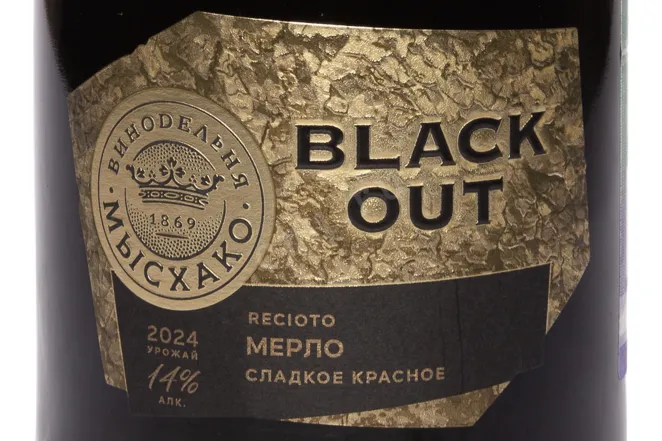 ВИНОДЕЛЬНЯ
1869
МЫСХАКО
BLACK
OUT
2024
УРОЖАЙ
14%
АЛК.
RECIOTO
МЕРЛО
СЛАДКОЕ КРАСНОЕ